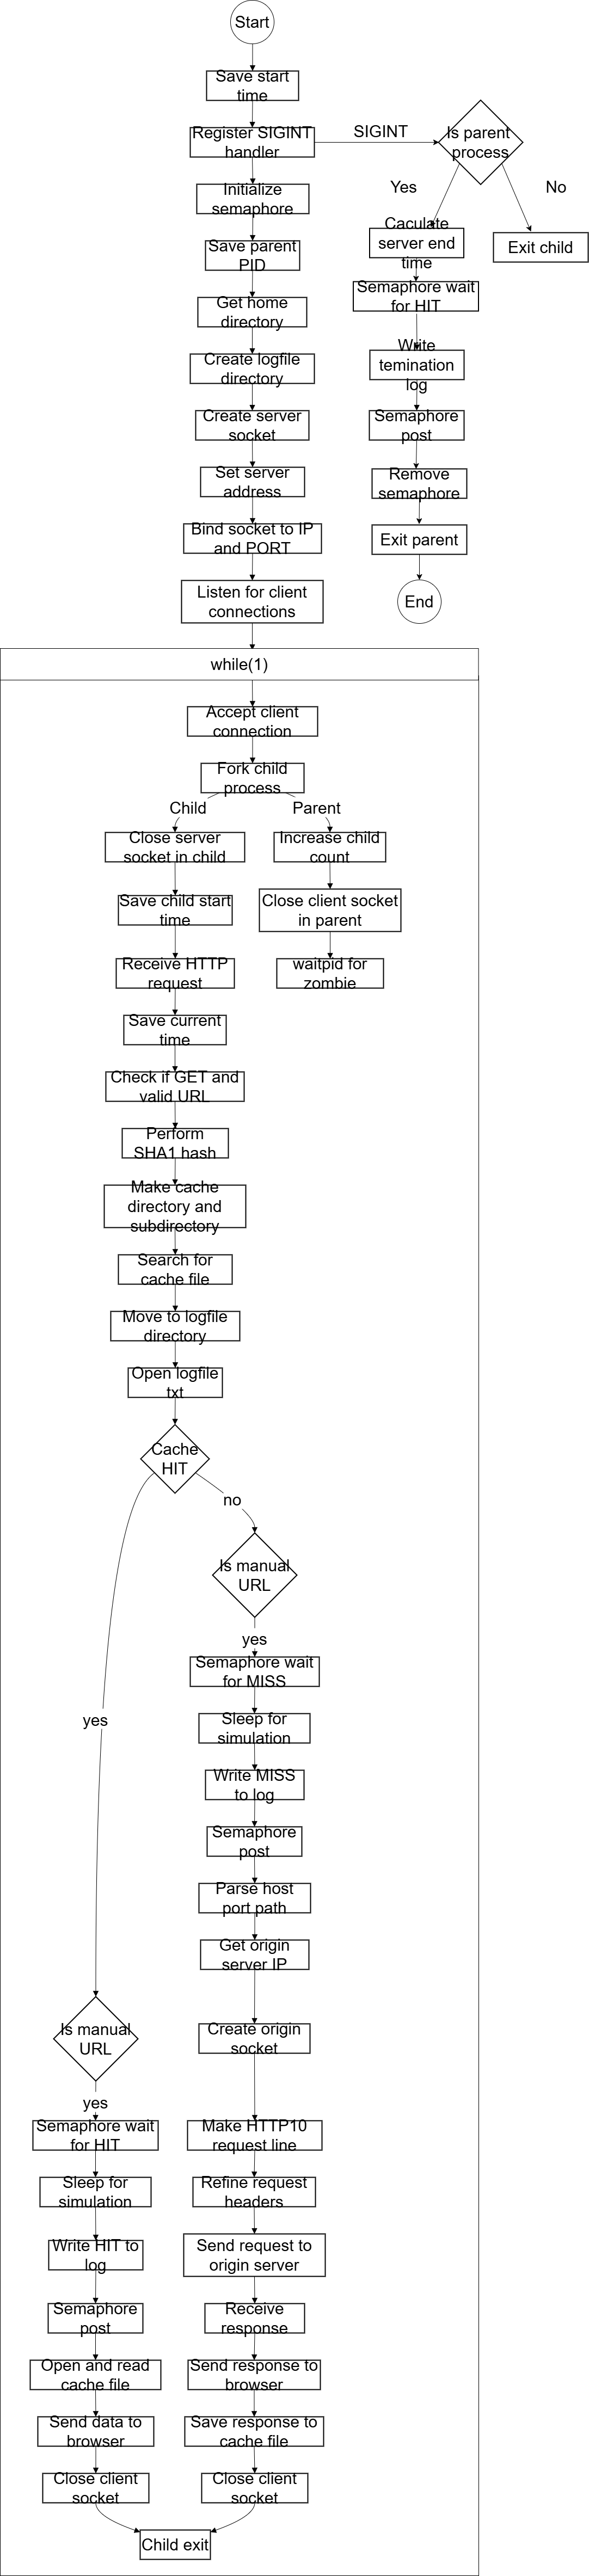 Start
Save start
time
Register SIGINT
handler
SIGINT
Is parent
process
Yes
No
Initialize
semaphore
Caculate
server end
time
Exit child
Save parent
PID
Semaphore wait
for HIT
Get home
directory
Write
temination
log
Create logfile
directory
Semaphore
post
Create server
socket
Remove
semaphore
Set server
address
Exit parent
Bind socket to IP
and PORT
End
Listen for client
connections
while(1)
Accept client
connection
Fork child
process
Child
Parent
Close server
socket in child
Increase child
count
Save child start
time
Close client socket
in parent
Receive HTTP
request
waitpid for
zombie
Save current
time
Check if GET and
valid URL
Perform
SHA1 hash
Make cache
directory and
subdirectory
Search for
cache file
Move to logfile
directory
Open logfile
txt
Cache
HIT
no
Is manual
URL
yes
Semaphore wait
for MISS
yes
Sleep for
simulation
Write MISS
to log
Semaphore
post
Parse host
port path
Get origin
server IP
Is manual
URL
Create origin
socket
yes
Semaphore wait
for HIT
Make HTTP10
request line
Sleep for
simulation
Refine request
headers
Write HIT to
log
Send request to
origin server
Semaphore
post
Receive
response
Open and read
cache file
Send response to
browser
Send data to
browser
Save response to
cache file
Close client
socket
Close client
socket
Child exit